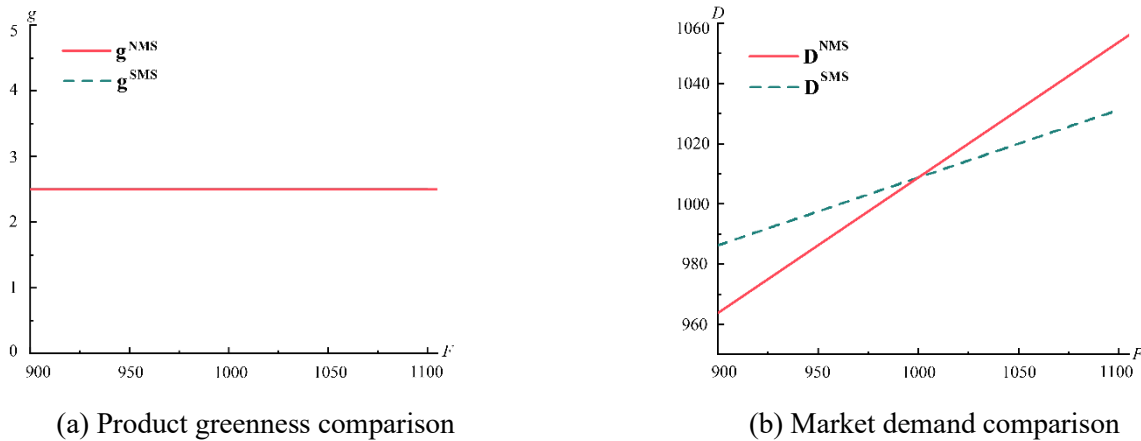 g
5
4
3
2
1
0
g^NMS
g^SMS
900 950 1000 1050 1100
F
(a) Product greenness comparison
D
1060
1040
1020
1000
980
960
D^NMS
D^SMS
900 950 1000 1050 1100
F
(b) Market demand comparison